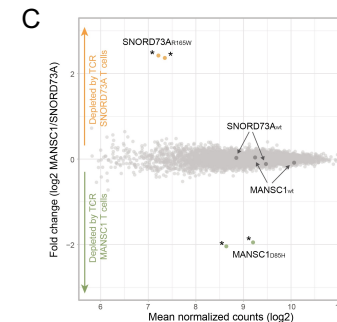 C
SNORD73AR165W
* *
Depleted by TCR
SNORD73A T cells
Fold change (log2 MANSC1/SNORD73A)
2
SNORD73Awt
0
MANSC1wt
Depleted by TCR
MANSC1 T cells
-2
* *
MANSC1D85H
6 7 8 9 10 11
Mean normalized counts (log2)